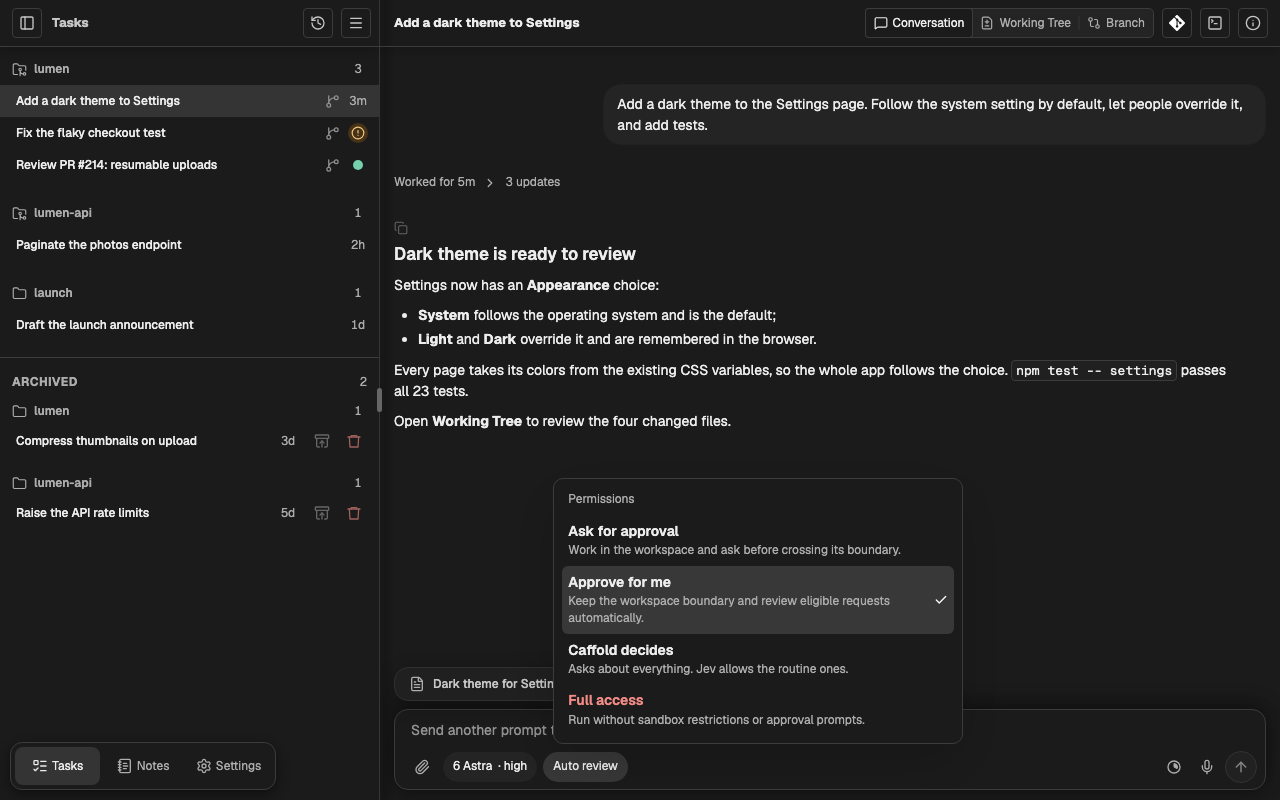 Tasks
lumen 3
Add a dark theme to Settings 3m
Fix the flaky checkout test
Review PR #214: resumable uploads
lumen-api 1
Paginate the photos endpoint 2h
launch 1
Draft the launch announcement 1d
ARCHIVED 2
lumen 1
Compress thumbnails on upload 3d
lumen-api 1
Raise the API rate limits 5d
Tasks Notes Settings
Add a dark theme to Settings
Conversation Working Tree Branch
Add a dark theme to the Settings page. Follow the system setting by default, let people override it,
and add tests.
Worked for 5m 3 updates
Dark theme is ready to review
Settings now has an Appearance choice:
• System follows the operating system and is the default;
• Light and Dark override it and are remembered in the browser.
Every page takes its colors from the existing CSS variables, so the whole app follows the choice. npm test -- settings passes
all 23 tests.
Open Working Tree to review the four changed files.
Permissions
Ask for approval
Work in the workspace and ask before crossing its boundary.
Approve for me
Keep the workspace boundary and review eligible requests
automatically.
Caffold decides
Asks about everything. Jev allows the routine ones.
Full access
Run without sandbox restrictions or approval prompts.
Dark theme for Settin
Send another prompt
6 Astra · high Auto review